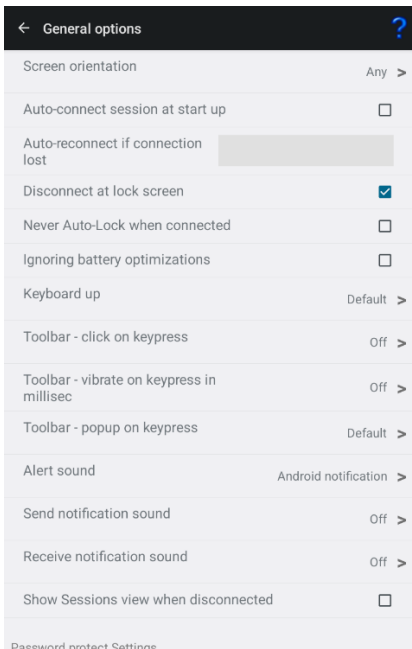 ← General options ?
Screen orientation
Any >
Auto-connect session at start up
Auto-reconnect if connection
lost
Disconnect at lock screen
Never Auto-Lock when connected
Ignoring battery optimizations
Keyboard up
Default >
Toolbar - click on keypress
Off >
Toolbar - vibrate on keypress in
millisec
Off >
Toolbar - popup on keypress
Default >
Alert sound
Android notification >
Send notification sound
Off >
Receive notification sound
Off >
Show Sessions view when disconnected
Password protect Settings